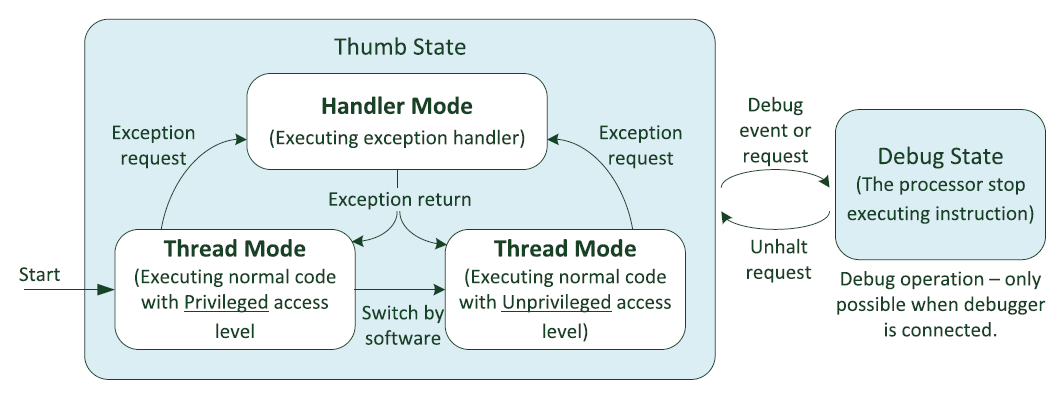 Thumb State
Handler Mode
(Executing exception handler)
Exception
request
Exception
request
Exception return
Start
Thread Mode
(Executing normal code
with Privileged access
level
Switch by
software
Thread Mode
(Executing normal code
with Unprivileged access
level)
Debug
event or
request
Unhalt
request
Debug State
(The processor stop
executing instruction)
Debug operation – only
possible when debugger
is connected.